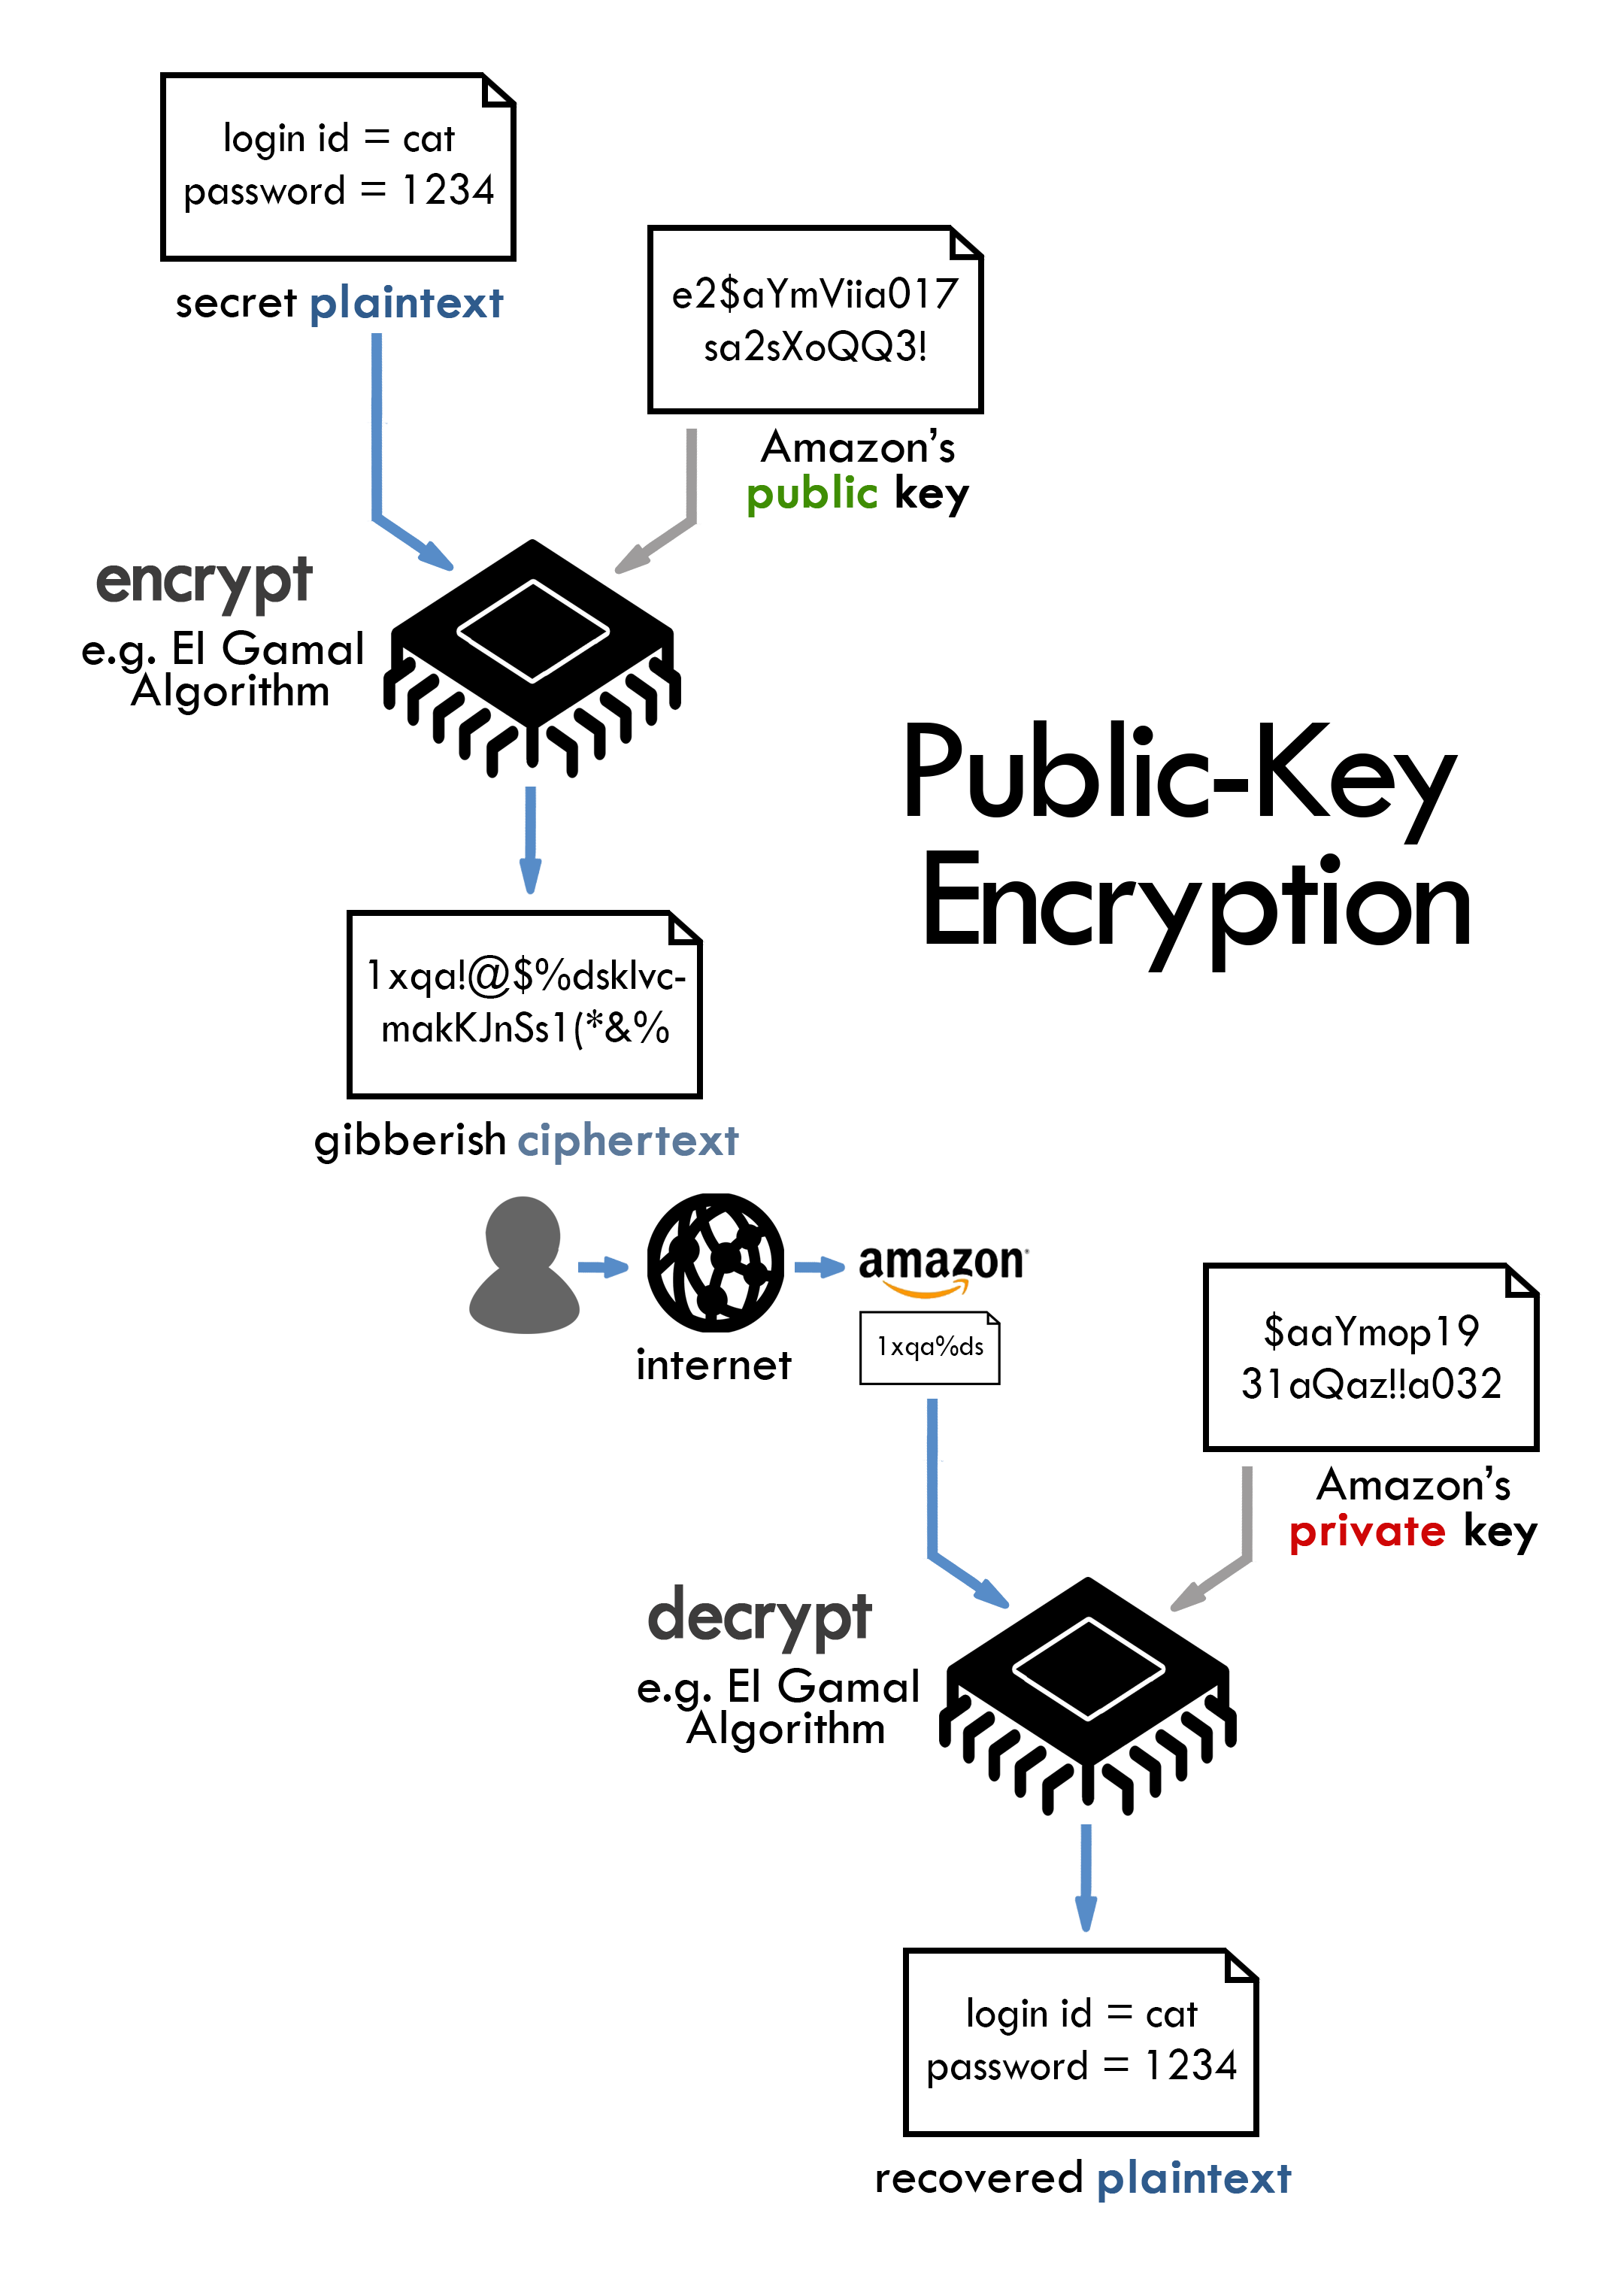 login id = cat
password = 1234
secret plaintext
e2$aYmViia017
sa2sXoQQ3!
Amazon’s
public key
encrypt
e.g. El Gamal
Algorithm
Public-Key
Encryption
1xqa!@$%dsklvc-
makKJnSs1(*&%
gibberish ciphertext
internet
amazon
1xqa%ds
$aaYmop19
31aQaz!!a032
Amazon’s
private key
decrypt
e.g. El Gamal
Algorithm
login id = cat
password = 1234
recovered plaintext